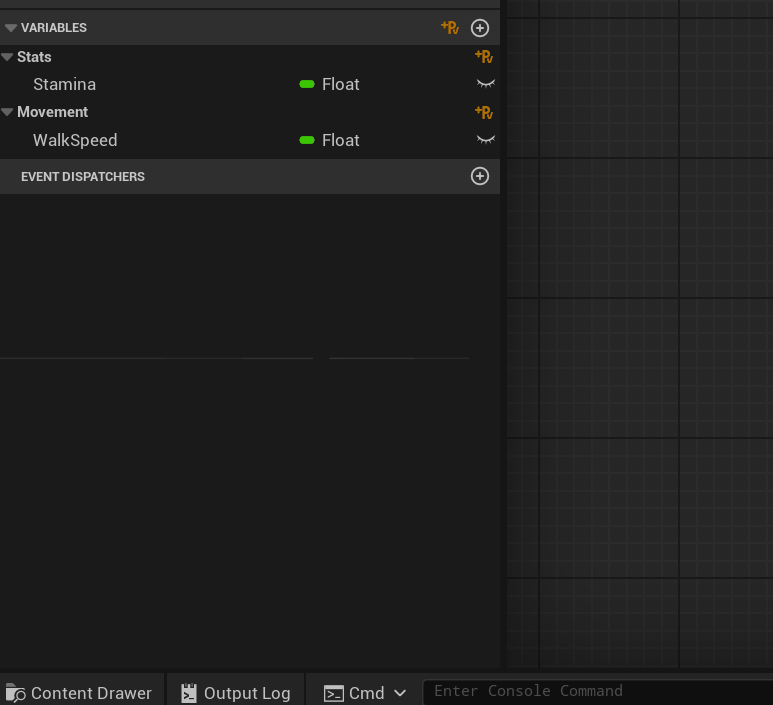 VARIABLES
Stats
Stamina Float
Movement
WalkSpeed Float
EVENT DISPATCHERS
Content Drawer Output Log Cmd Enter Console Command